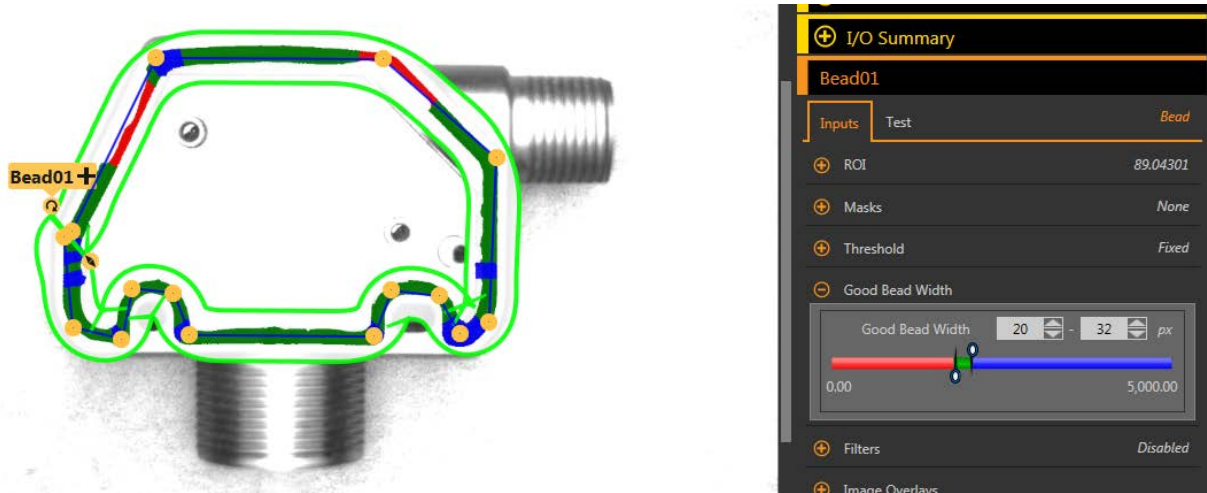 Bead01
I/O Summary
Bead01
Inputs Test Bead
ROI 89.04301
Masks None
Threshold Fixed
Good Bead Width
Good Bead Width 20 - 32 px
0.00 5,000.00
Filters Disabled
Image Overlays